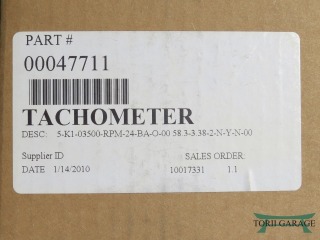 PART #
00047711
TACHOMETER
DESC: 5-K1-03500-RPM-24-BA-O-00 58.3-3.38-2-N-Y-N-00
Supplier ID SALES ORDER:
DATE 1/14/2010 10017331 1.1
TORII GARAGE